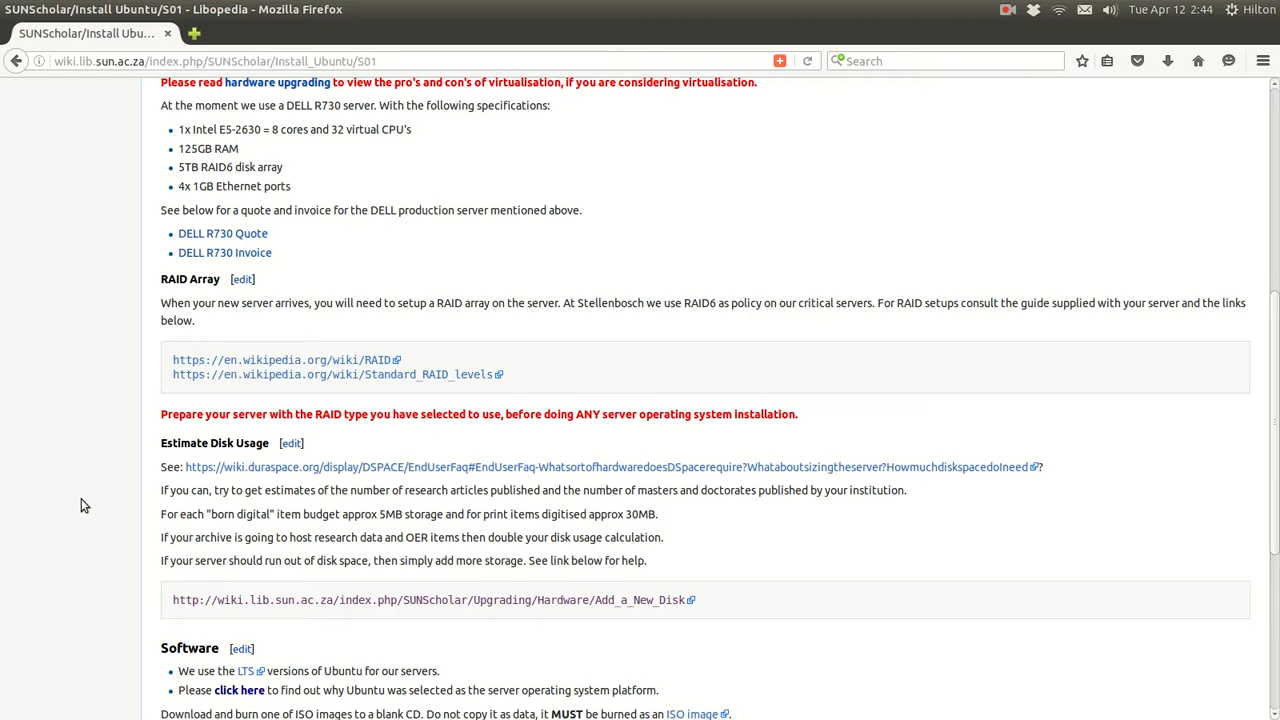 SUNScholar/Install Ubuntu/S01 - Libopedia - Mozilla Firefox
Tue Apr 12 2:44 Hilton
SUNScholar/Install Ubu...
wiki.lib.sun.ac.za/index.php/SUNScholar/Install_Ubuntu/S01
Search
Please read hardware upgrading to view the pro's and con's of virtualisation, if you are considering virtualisation.
At the moment we use a DELL R730 server. With the following specifications:
1x Intel E5-2630 = 8 cores and 32 virtual CPU's
125GB RAM
5TB RAID6 disk array
4x 1GB Ethernet ports
See below for a quote and invoice for the DELL production server mentioned above.
DELL R730 Quote
DELL R730 Invoice
RAID Array [edit]
When your new server arrives, you will need to setup a RAID array on the server. At Stellenbosch we use RAID6 as policy on our critical servers. For RAID setups consult the guide supplied with your server and the links
below.
https://en.wikipedia.org/wiki/RAID
https://en.wikipedia.org/wiki/Standard_RAID_levels
Prepare your server with the RAID type you have selected to use, before doing ANY server operating system installation.
Estimate Disk Usage [edit]
See: https://wiki.duraspace.org/display/DSPACE/EndUserFaq#EndUserFaq-WhatsortofhardwaredoesDSpacerequire?Whataboutsizingtheserver?HowmuchdiskspacedoIneed ?
If you can, try to get estimates of the number of research articles published and the number of masters and doctorates published by your institution.
For each "born digital" item budget approx 5MB storage and for print items digitised approx 30MB.
If your archive is going to host research data and OER items then double your disk usage calculation.
If your server should run out of disk space, then simply add more storage. See link below for help.
http://wiki.lib.sun.ac.za/index.php/SUNScholar/Upgrading/Hardware/Add_a_New_Disk
Software [edit]
We use the LTS versions of Ubuntu for our servers.
Please click here to find out why Ubuntu was selected as the server operating system platform.
Download and burn one of ISO images to a blank CD. Do not copy it as data, it MUST be burned as an ISO image .